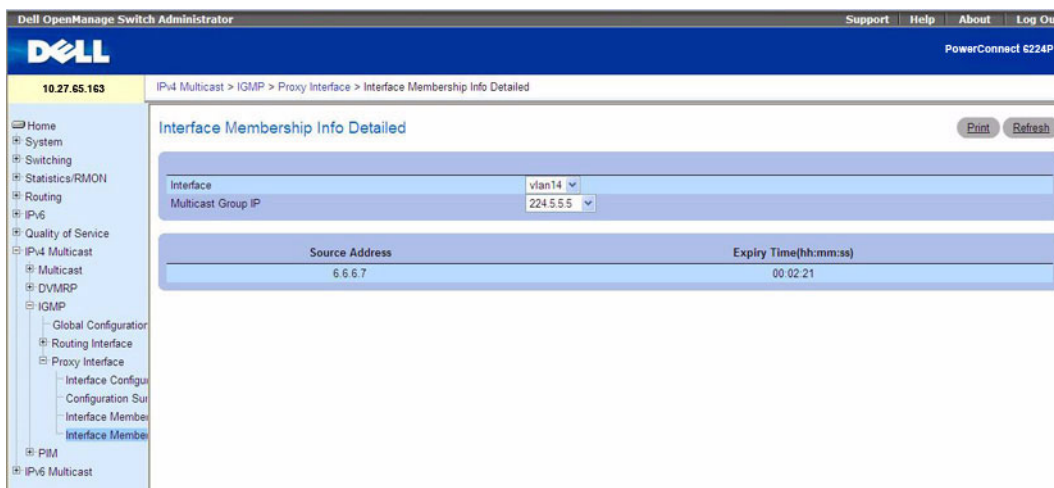 Dell OpenManage Switch Administrator Support Help About Log Ou
DELL
PowerConnect 6224P
10.27.65.163
IPv4 Multicast > IGMP > Proxy Interface > Interface Membership Info Detailed
Home
System
Switching
Statistics/RMON
Routing
IPv6
Quality of Service
IPv4 Multicast
Multicast
DVMRP
IGMP
Global Configuration
Routing Interface
Proxy Interface
Interface Configu
Configuration Sur
Interface Member
Interface Member
PIM
IPv6 Multicast
Interface Membership Info Detailed
Print Refresh
Interface vlan14
Multicast Group IP 224.5.5.5
Source Address Expiry Time(hh:mm:ss)
6.6.6.7 00:02:21